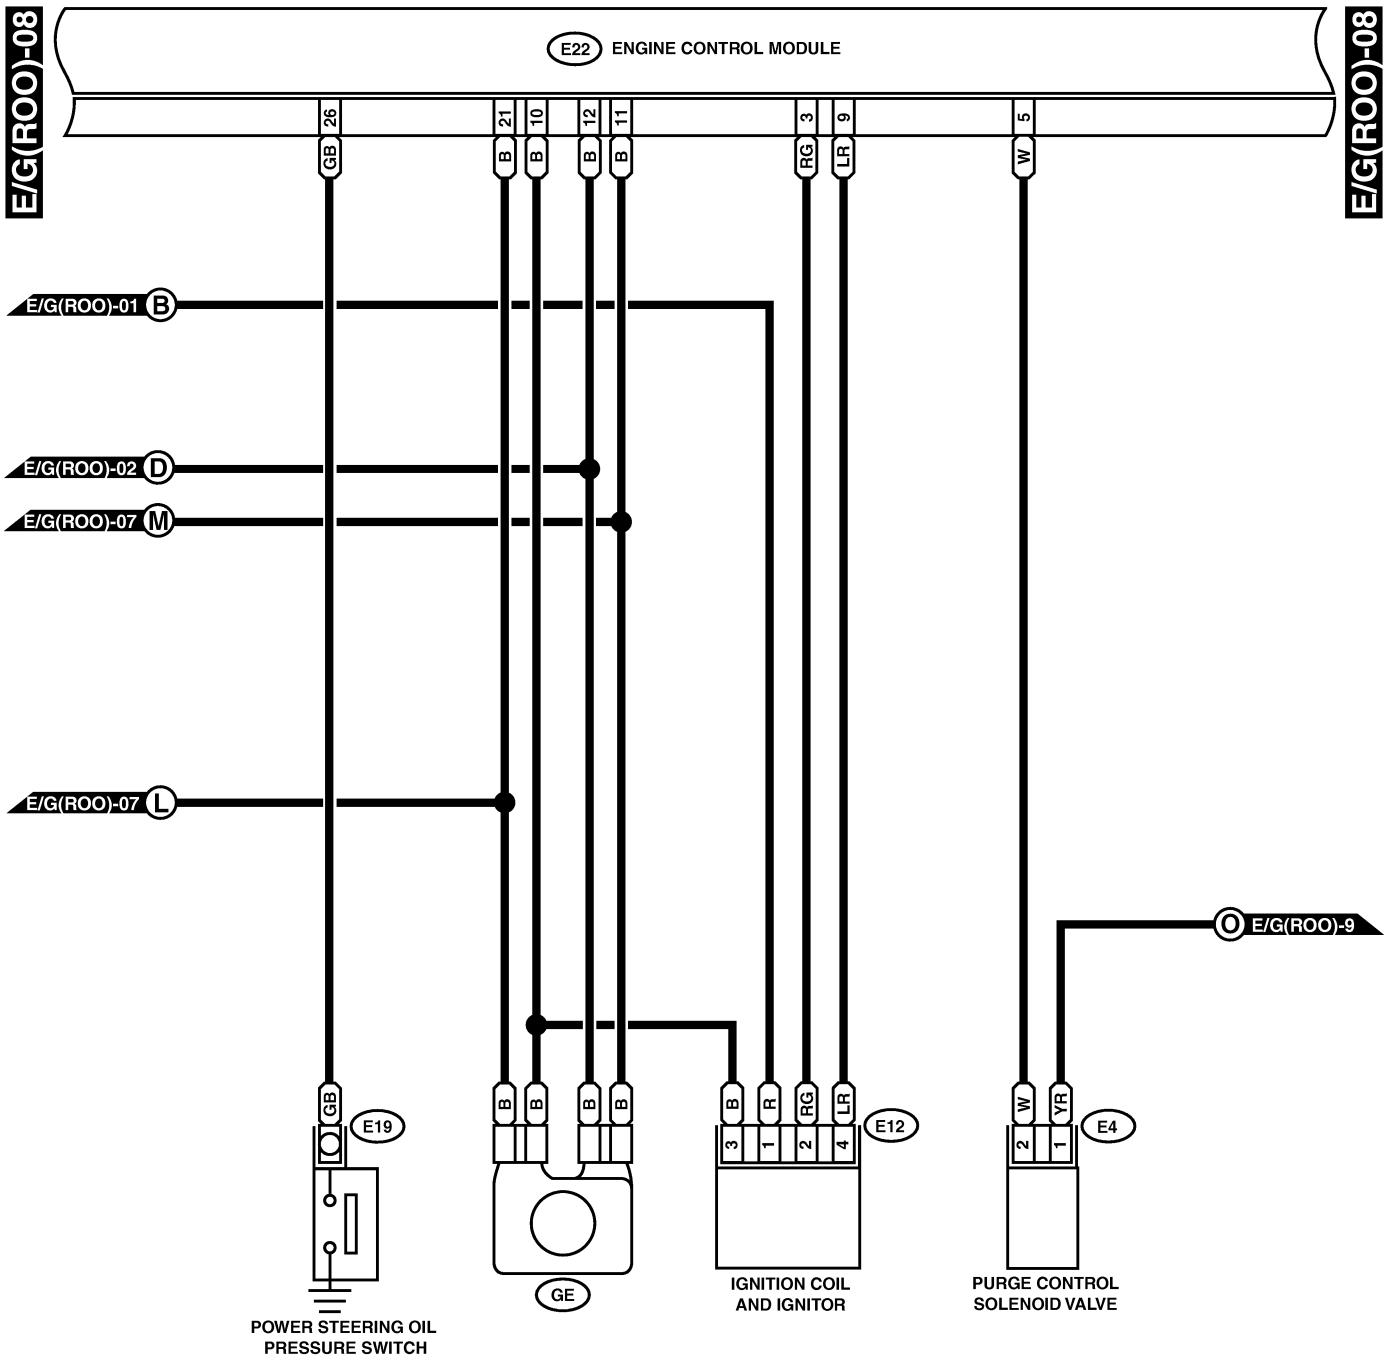 E/G(ROO)-08
E/G(ROO)-08
E22 ENGINE CONTROL MODULE
26 21 10 12 11 3 9 5
GB B B B B RG LR W
E/G(ROO)-01 B
E/G(ROO)-02 D
E/G(ROO)-07 M
E/G(ROO)-07 L
O E/G(ROO)-9
GB B B B B B R RG LR W YR
E19 E12 E4
3 1 2 4 2 1
GE
IGNITION COIL
AND IGNITOR
PURGE CONTROL
SOLENOID VALVE
POWER STEERING OIL
PRESSURE SWITCH